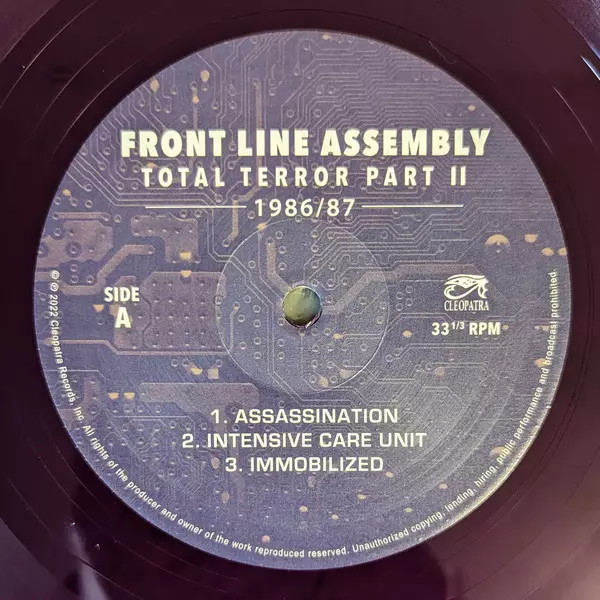 FRONT LINE ASSEMBLY
TOTAL TERROR PART II
1986/87
SIDE
A
CLEOPATRA
33 1/3 RPM
1. ASSASSINATION
2. INTENSIVE CARE UNIT
3. IMMOBILIZED
℗ © 2022 Cleopatra Records, Inc. All rights of the producer and owner of the work reproduced reserved. Unauthorized copying, lending, hiring, public performance and broadcast prohibited.